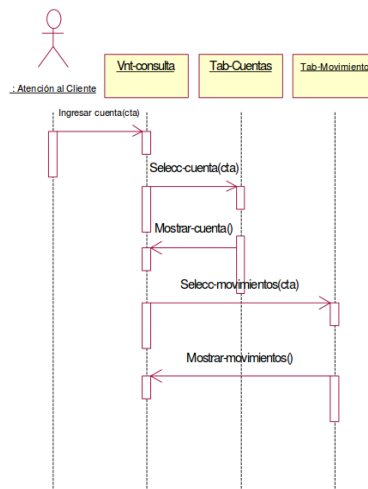 Vnt-consulta
Tab-Cuentas
Tab-Movimiento
: Atención al Cliente
Ingresar cuenta(cta)
Selecc-cuenta(cta)
Mostrar-cuenta()
Selecc-movimientos(cta)
Mostrar-movimientos()